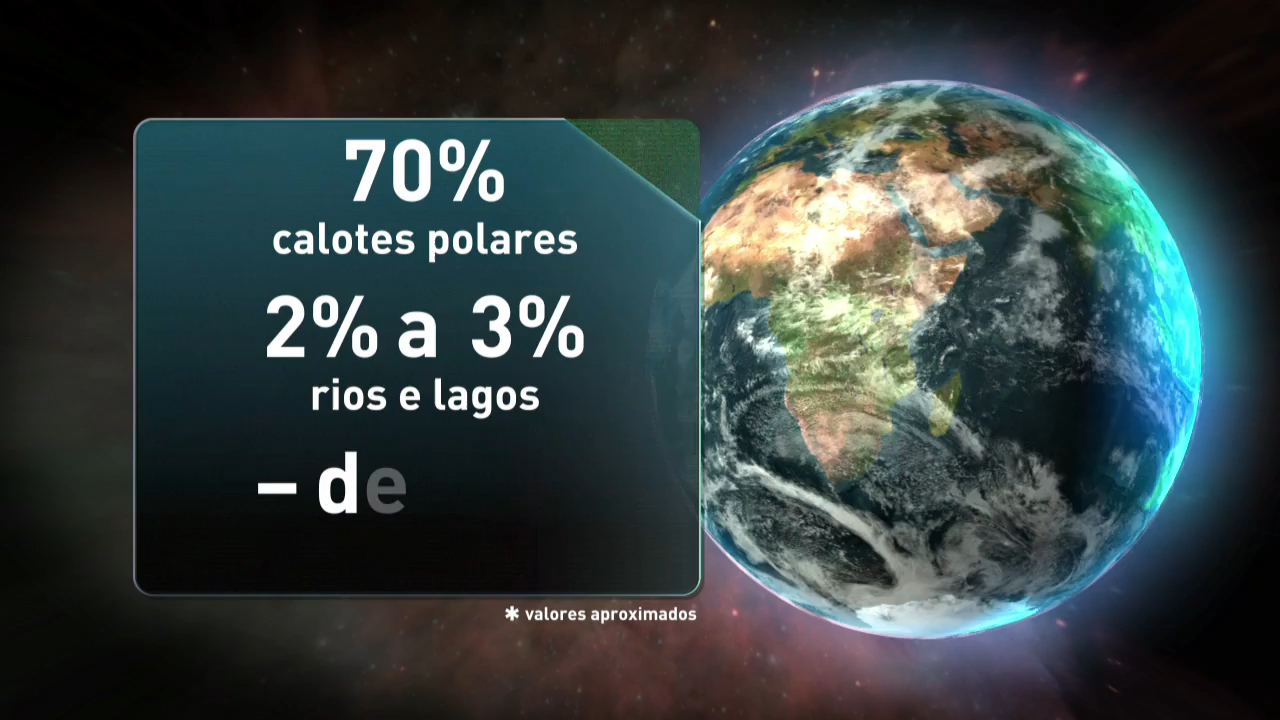 70%
calotes polares
2% a 3%
rios e lagos
– de
* valores aproximados